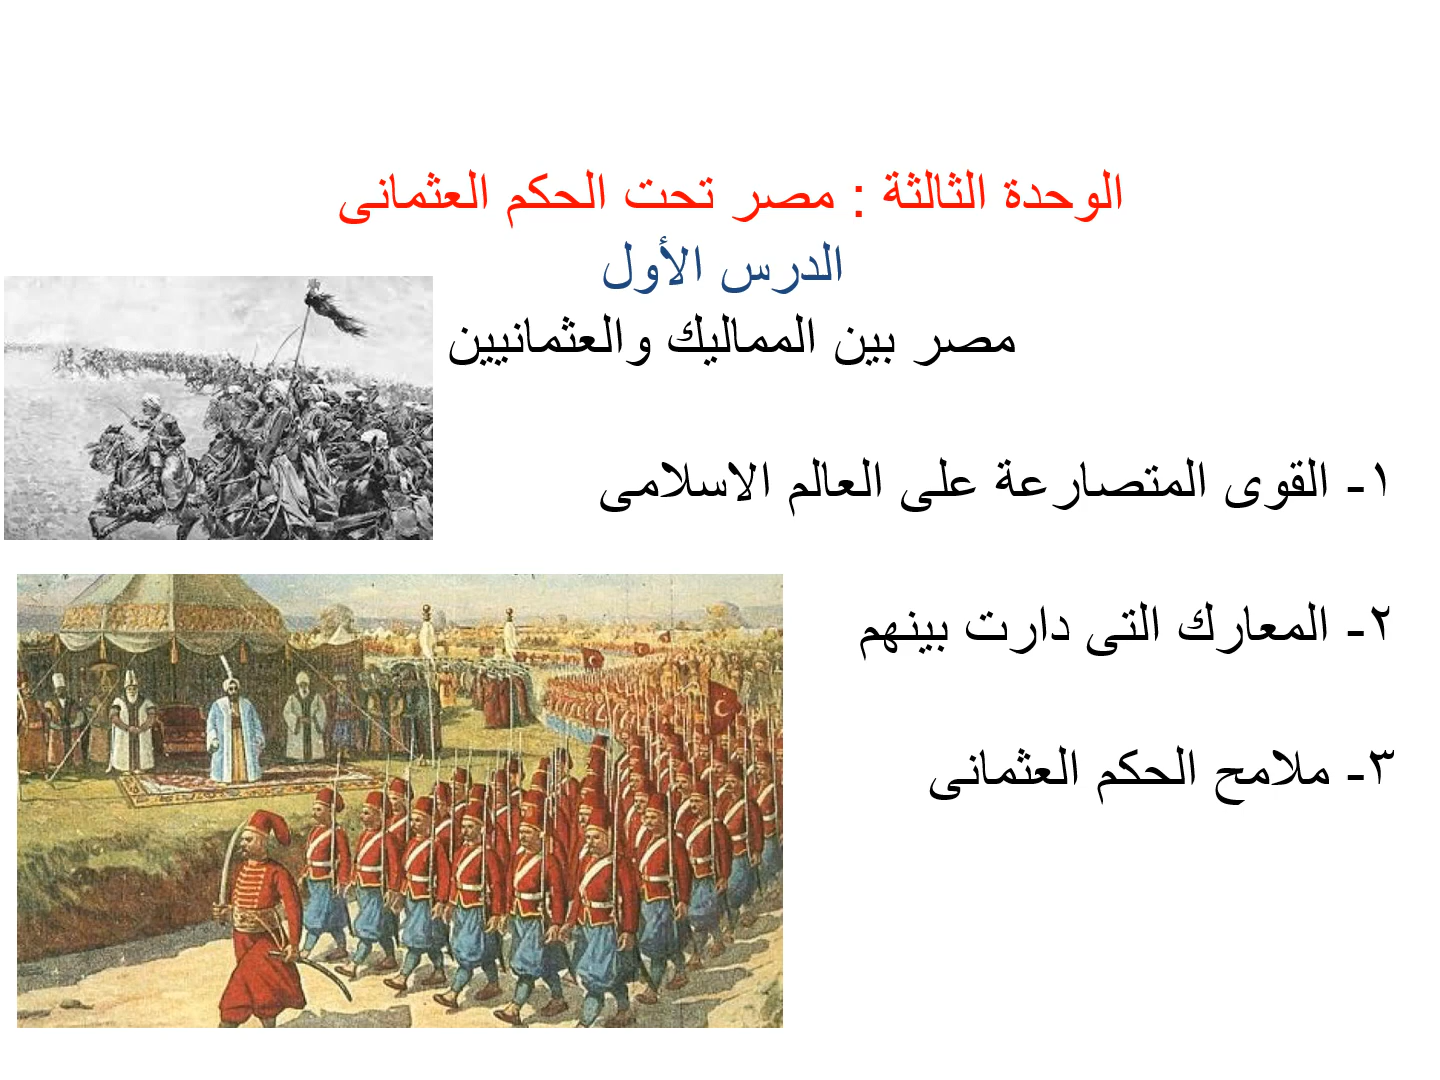 الوحدة الثالثة : مصر تحت الحكم العثمانى
الدرس الأول
مصر بين المماليك والعثمانيين
١- القوى المتصارعة على العالم الاسلامى
٢- المعارك التى دارت بينهم
٣- ملامح الحكم العثمانى